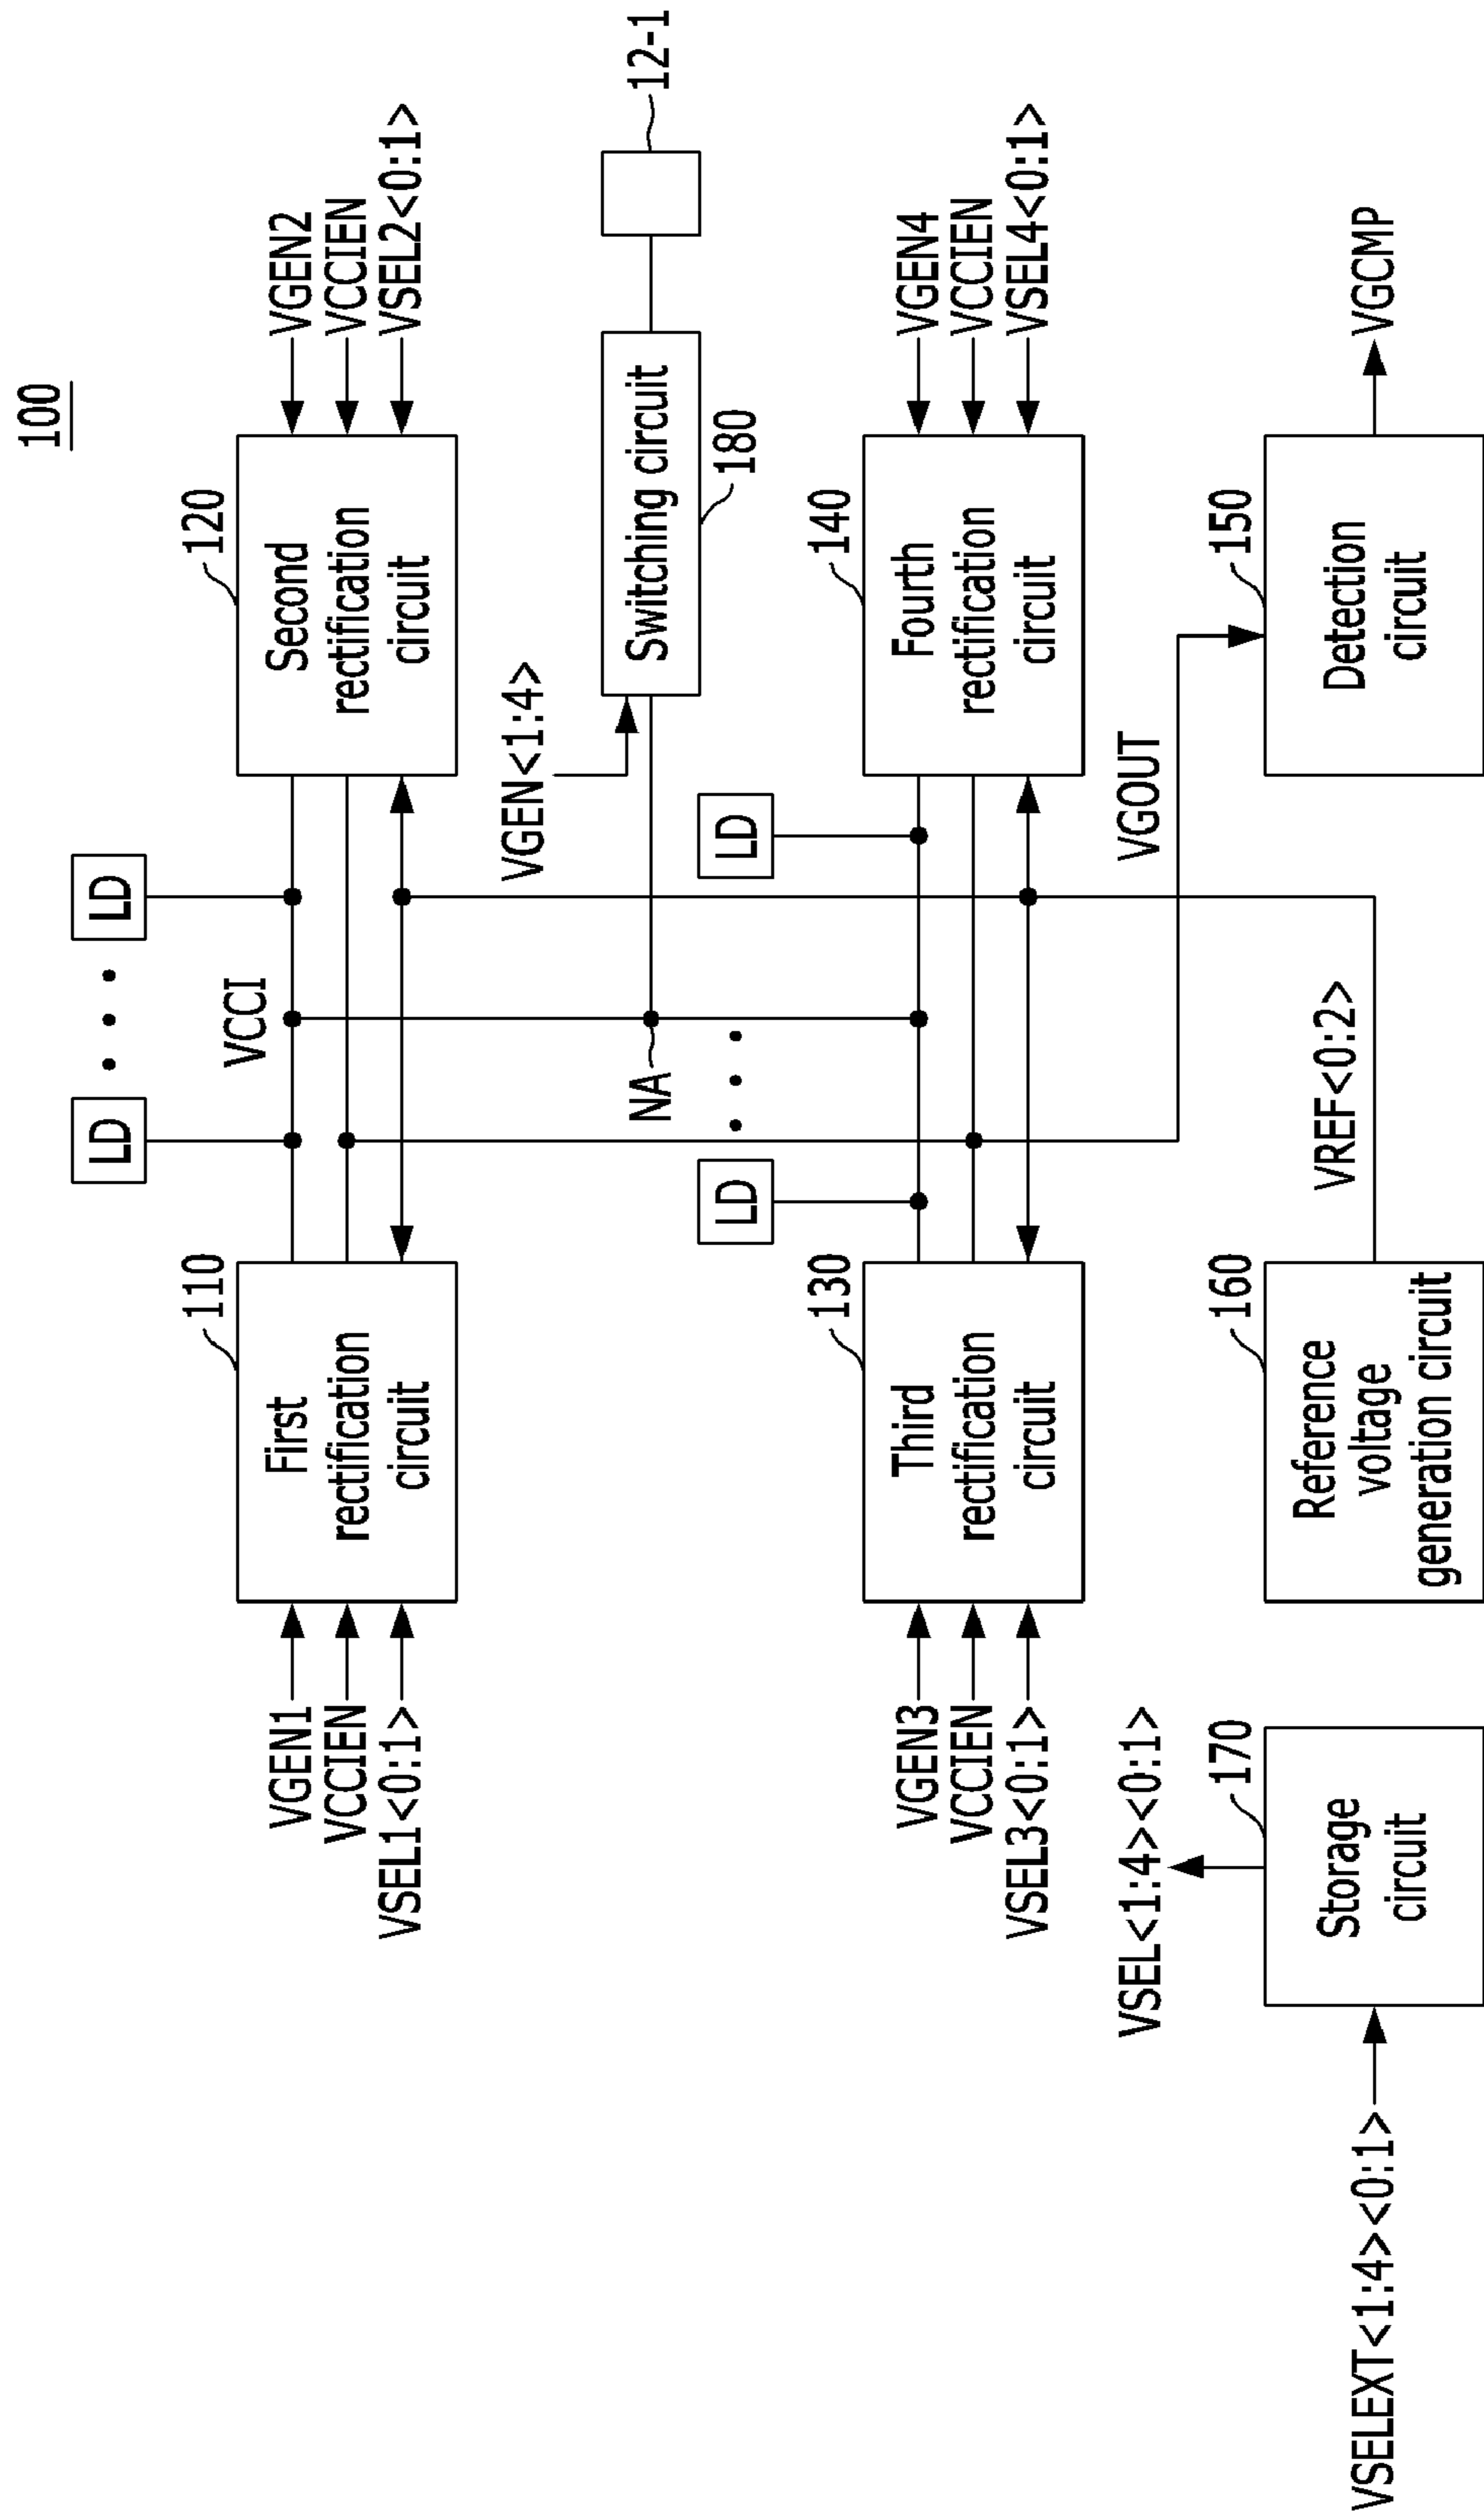 100
LD
LD
VCCI
110
120
VGEN1
VCCIEN
VSEL1<0:1>
First
rectification
circuit
Second
rectification
circuit
VGEN2
VCCIEN
VSEL2<0:1>
VGEN<1:4>
NA
Switching circuit
180
12-1
LD
LD
130
140
VGEN3
VCCIEN
VSEL3<0:1>
Third
rectification
circuit
Fourtn
rectification
circuit
VGEN4
VCCIEN
VSEL4<0:1>
VSEL<1:4><0:1>
VGOUT
170
160
150
VSELEXT<1:4><0:1>
Storage
circuit
Reference
voltage
generation circuit
VREF<0:2>
Detection
circuit
VGCMP